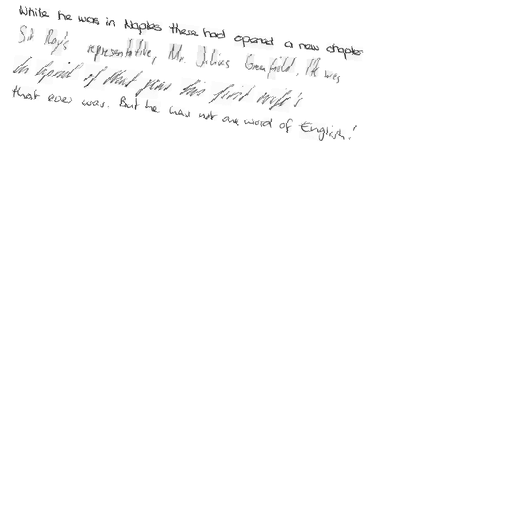 While he was in Naples there had opened a new chapter
Sir Roy's representative, Mr. Julius Greenfield. He was
In April of that year his first wife's
that ever was. But he has not one word of English!